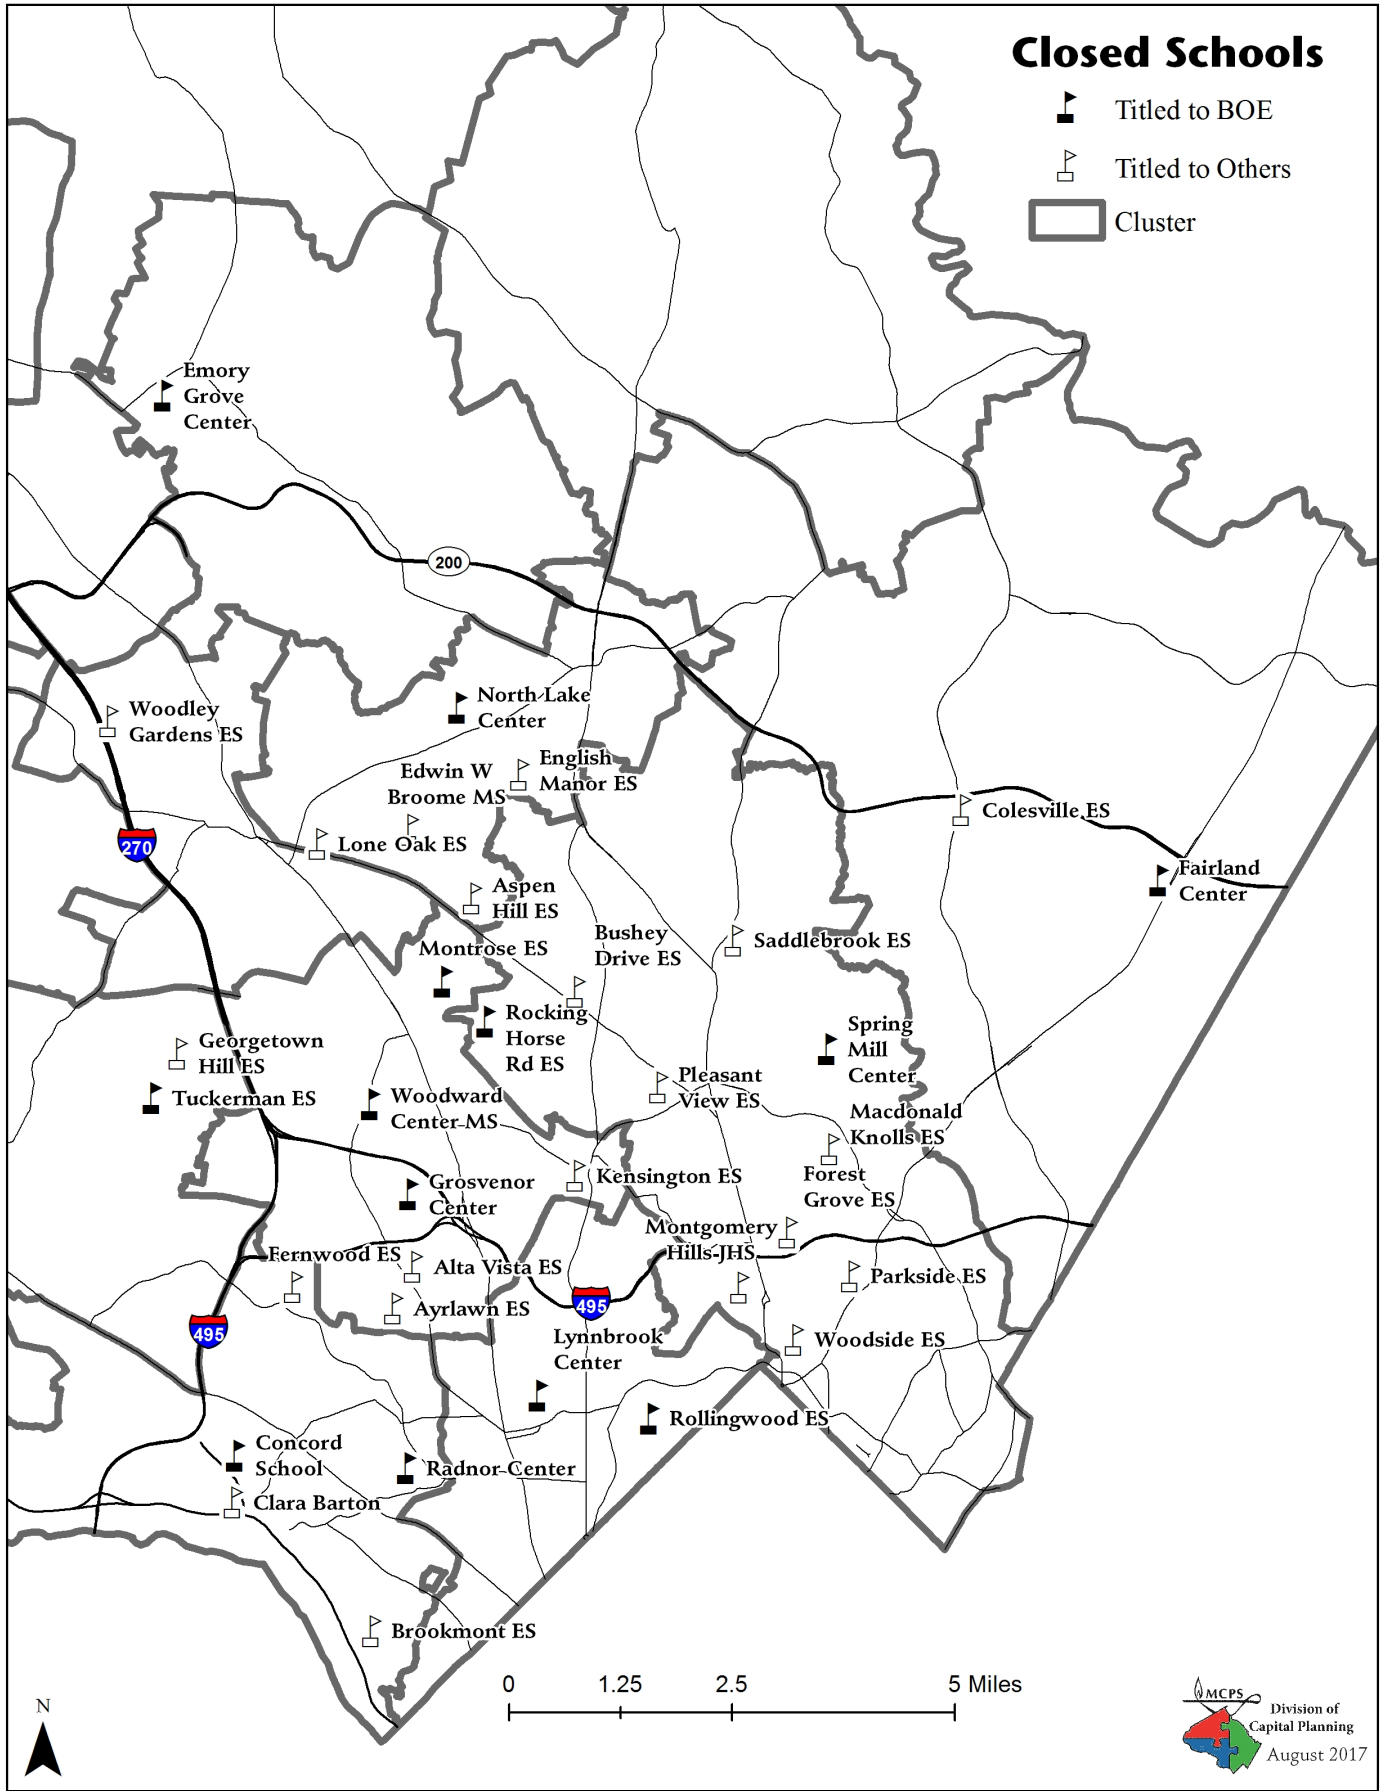 Closed Schools
Titled to BOE
Titled to Others
Cluster
Emory
Grove
Center
200
North Lake
Center
Woodley
Gardens ES
English
Manor ES
Edwin W
Broome MS
Colesville ES
270
Lone Oak ES
Fairland
Center
Aspen
Hill ES
Bushey
Drive ES
Saddlebrook ES
Montrose ES
Rocking
Horse
Rd ES
Spring
Mill
Center
Georgetown
Hill ES
Tuckerman ES
Woodward
Center MS
Pleasant
View ES
Macdonald
Knolls ES
Kensington ES
Forest
Grove ES
Grosvenor
Center
Montgomery
Hills JHS
Fernwood ES
Alta Vista ES
Parkside ES
Ayrlawn ES
495
495
Lynnbrook
Center
Woodside ES
Rollingwood ES
Concord
School
Radnor Center
Clara Barton
Brookmont ES
0 1.25 2.5 5 Miles
N
MCPS
Division of
Capital Planning
August 2017